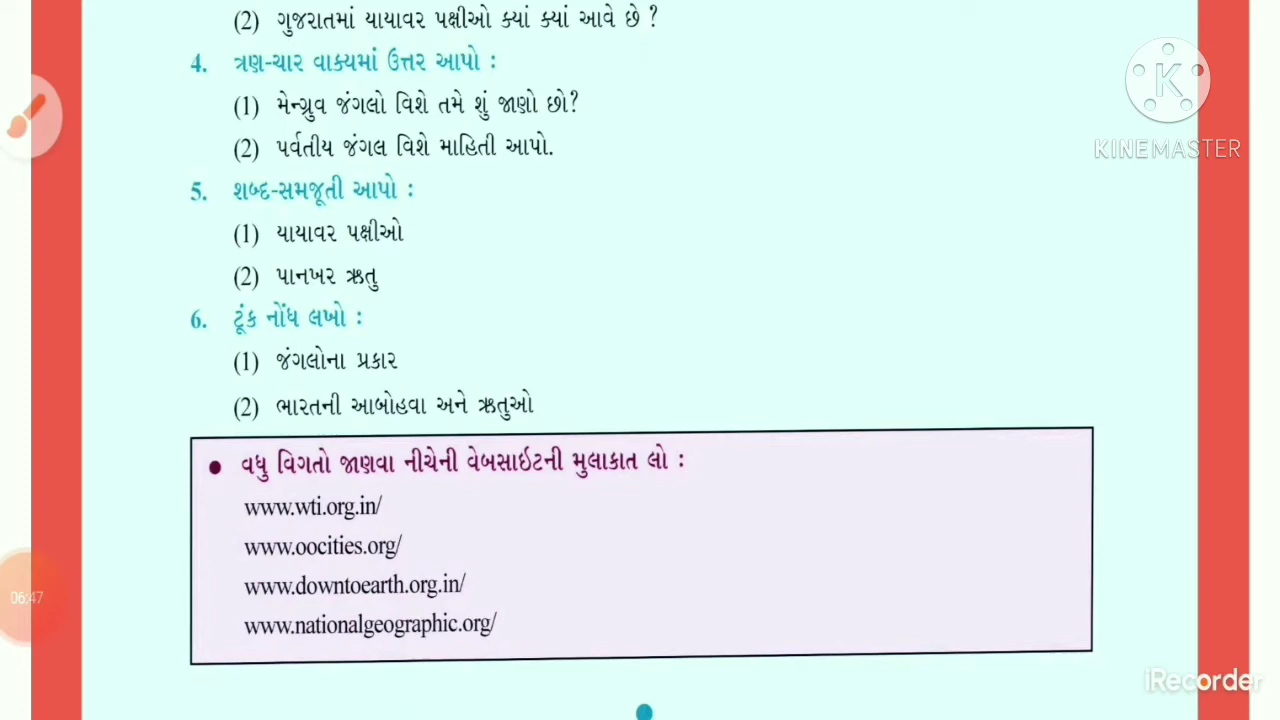 (2) ગુજરાતમાં યાયાવર પક્ષીઓ ક્યાં ક્યાં આવે છે ?
4. ત્રણ-ચાર વાક્યમાં ઉત્તર આપો :
(1) મેન્ગ્રુવ જંગલો વિશે તમે શું જાણો છો?
(2) પર્વતીય જંગલ વિશે માહિતી આપો.
5. શબ્દ-સમજૂતી આપો :
(1) યાયાવર પક્ષીઓ
(2) પાનખર ઋતુ
6. ટૂંક નોંધ લખો :
(1) જંગલોના પ્રકાર
(2) ભારતની આબોહવા અને ઋતુઓ
● વધુ વિગતો જાણવા નીચેની વેબસાઇટની મુલાકાત લો :
www.wti.org.in/
www.oocities.org/
www.downtoearth.org.in/
www.nationalgeographic.org/
K
KINEMASTER
06:47
iRecorder